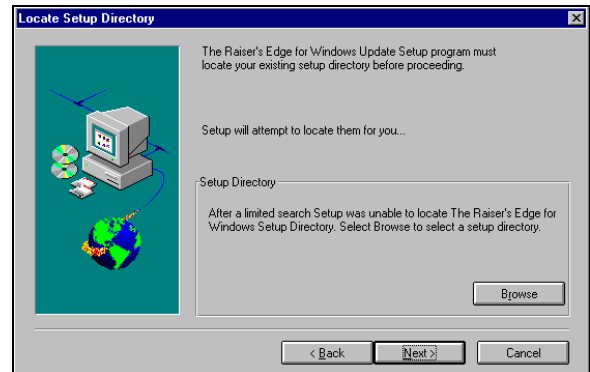 Locate Setup Directory
The Raiser's Edge for Windows Update Setup program must
locate your existing setup directory before proceeding.
Setup will attempt to locate them for you...
Setup Directory
After a limited search Setup was unable to locate The Raiser's Edge for
Windows Setup Directory. Select Browse to select a setup directory.
Browse
< Back
Next >
Cancel